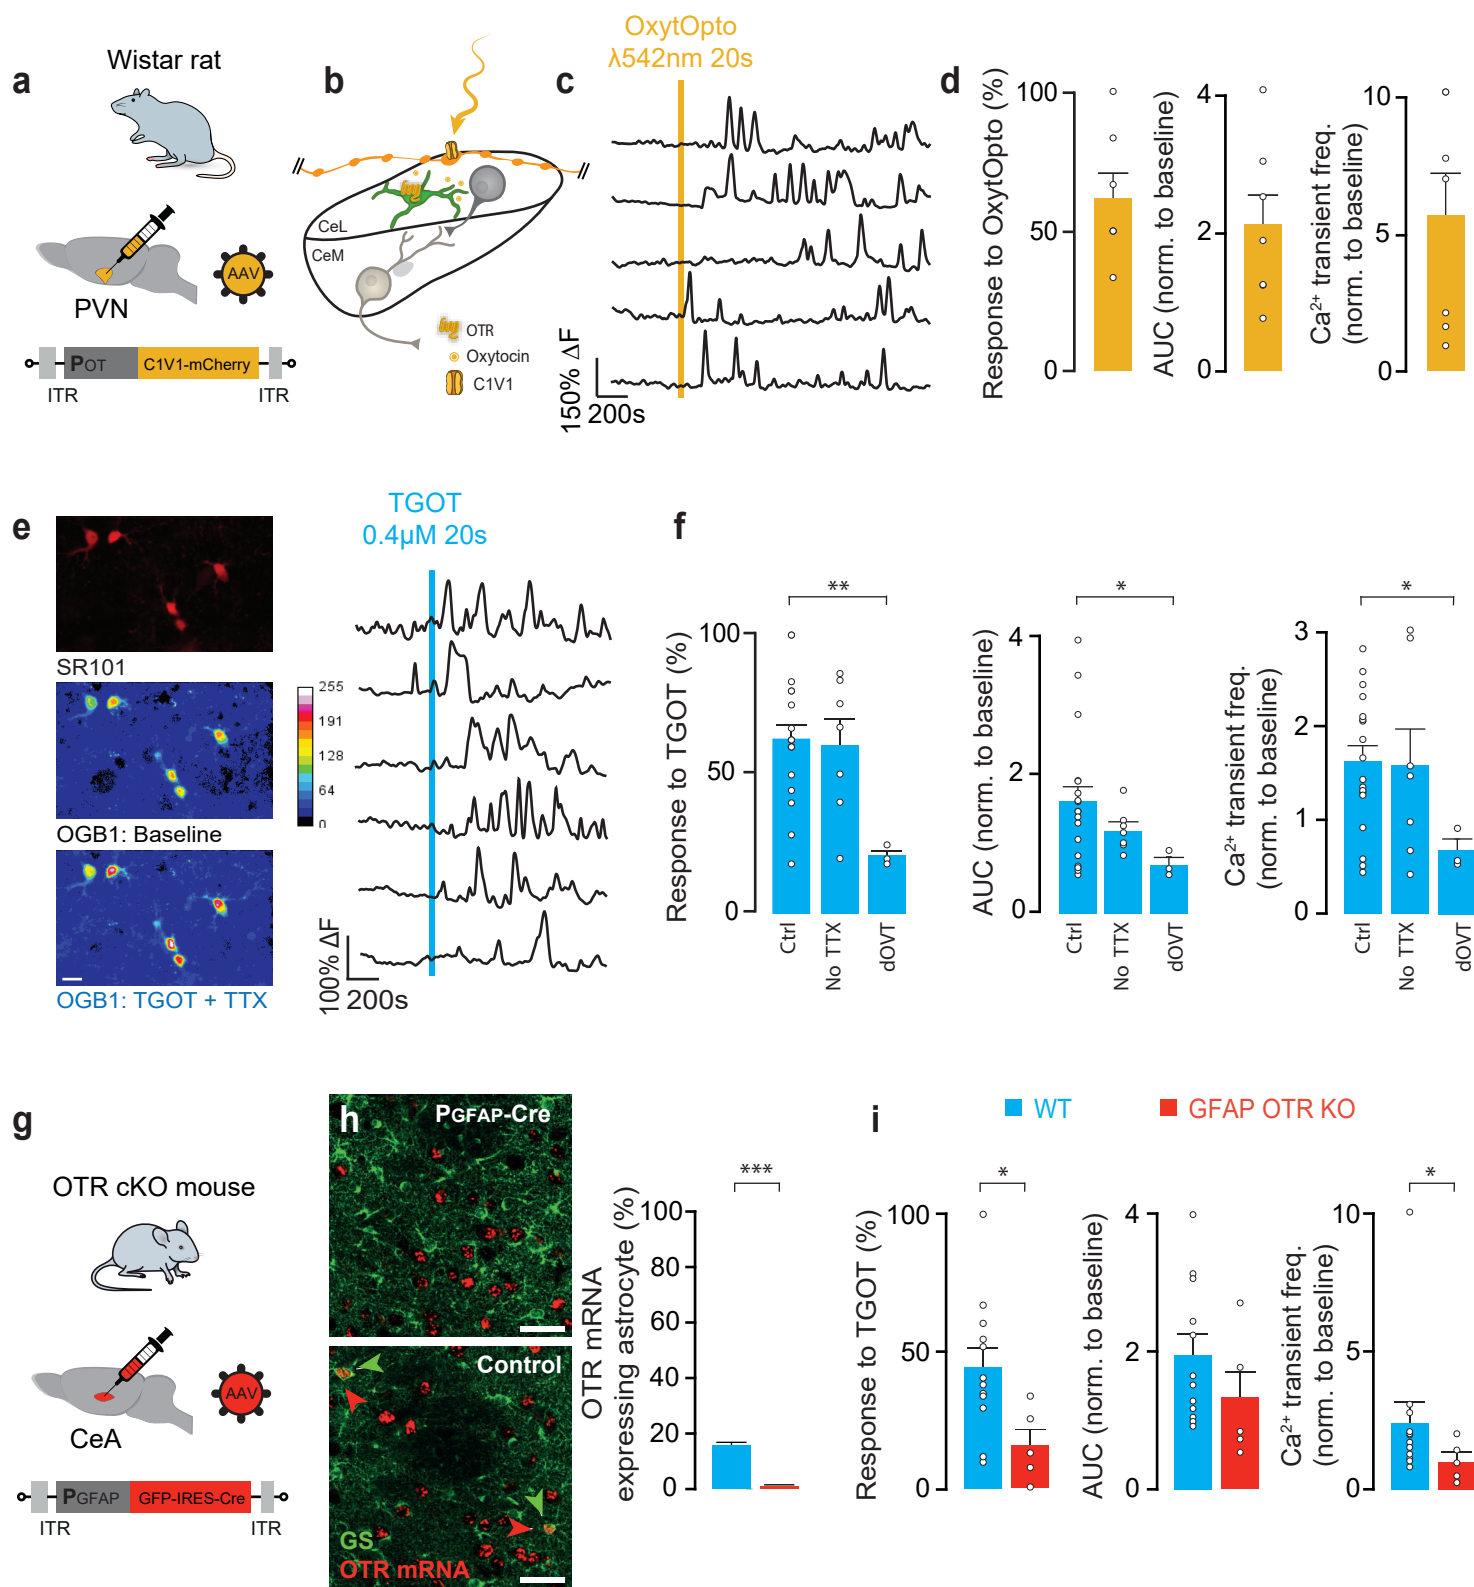 a
Wistar rat
PVN
AAV
POT
C1V1-mCherry
ITR
ITR
b
CeL
CeM
OTR
Oxytocin
C1V1
OxytOpto
λ542nm 20s
c
150% ΔF
200s
d
Response to OxytOpto (%)
100
50
0
AUC (norm. to baseline)
4
2
0
Ca²⁺ transient freq.
(norm. to baseline)
10
5
0
e
SR101
OGB1: Baseline
OGB1: TGOT + TTX
255
191
128
64
0
TGOT
0.4µM 20s
100% ΔF
200s
f
Response to TGOT (%)
100
50
0
**
Ctrl
No TTX
dOVT
AUC (norm. to baseline)
4
2
0
*
Ctrl
No TTX
dOVT
Ca²⁺ transient freq.
(norm. to baseline)
3
2
1
0
*
Ctrl
No TTX
dOVT
g
OTR cKO mouse
CeA
AAV
PGFAP
GFP-IRES-Cre
ITR
ITR
h
PGFAP-Cre
Control
GS
OTR mRNA
OTR mRNA
expressing astrocyte (%)
100
80
60
40
20
0
***
i
WT
GFAP OTR KO
Response to TGOT (%)
100
50
0
*
AUC (norm. to baseline)
4
2
0
Ca²⁺ transient freq.
(norm. to baseline)
10
5
0
*